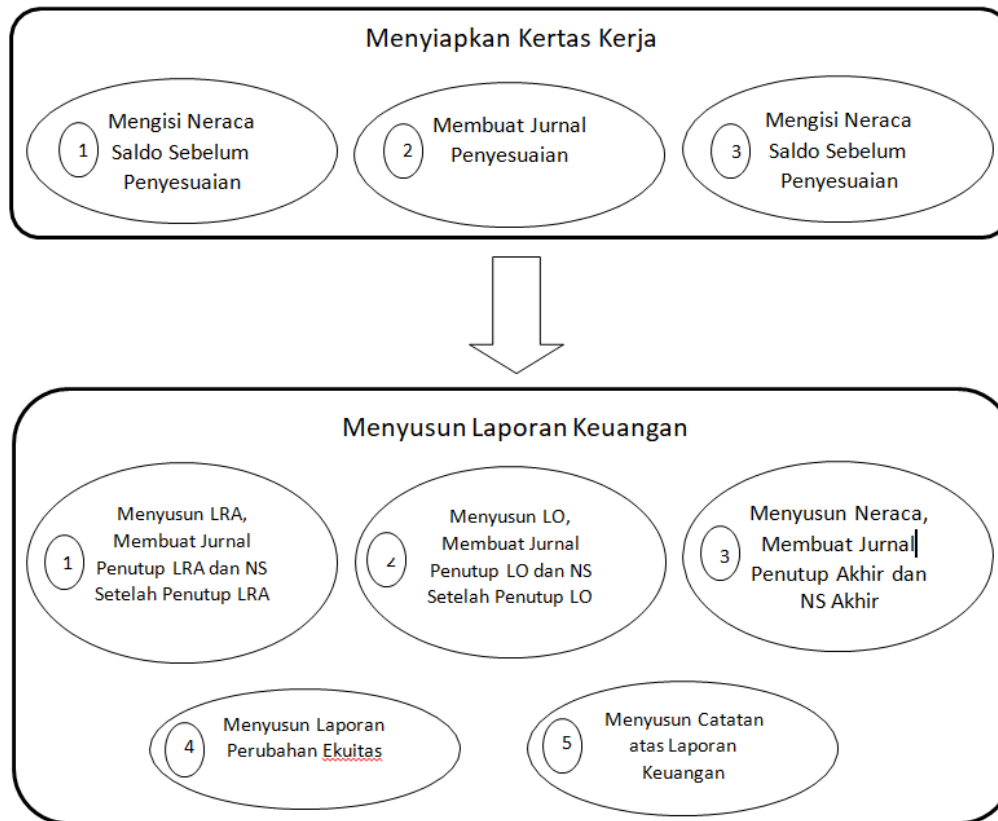 Menyiapkan Kertas Kerja
1
Mengisi Neraca
Saldo Sebelum
Penyesuaian
2
Membuat Jurnal
Penyesuaian
3
Mengisi Neraca
Saldo Sebelum
Penyesuaian
Menyusun Laporan Keuangan
1
Menyusun LRA,
Membuat Jurnal
Penutup LRA dan NS
Setelah Penutup LRA
2
Menyusun LO,
Membuat Jurnal
Penutup LO dan NS
Setelah Penutup LO
3
Menyusun Neraca,
Membuat Jurnal
Penutup Akhir dan
NS Akhir
4
Menyusun Laporan
Perubahan Ekuitas
5
Menyusun Catatan
atas Laporan
Keuangan